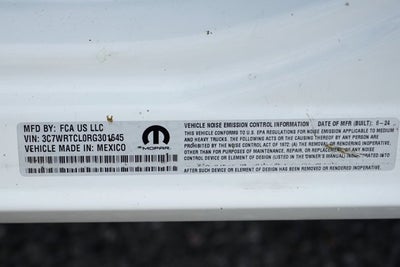 MFD BY: FCA US LLC
VIN: 3C7WRTCL0RG301645
VEHICLE MADE IN: MEXICO
MOPAR
VEHICLE NOISE EMISSION CONTROL INFORMATION DATE OF MFR (BUILT): 6-24
THIS VEHICLE CONFORMS TO U.S. EPA REGULATIONS FOR NOISE EMISSION APPLICABLE TO MEDIUM
AND HEAVY TRUCKS. THE FOLLOWING ACTS OR THE CAUSING THEREOF BY ANY PERSON ARE
PROHIBITED BY THE NOISE CONTROL ACT OF 1972. (A) THE REMOVAL OR RENDERING INOPERATIVE,
OTHER THAN FOR PURPOSES OF MAINTENANCE, REPAIR, OR REPLACEMENT, OF ANY NOISE
CONTROL DEVICE OR ELEMENT OF DESIGN (LISTED IN THE OWNER'S MANUAL) INCORPORATED INTO
AFTER SUCH DEVICE OR ELEMENT OF DESIGN HAS BEEN REMOVED OR RENDERED INOPERATIVE.